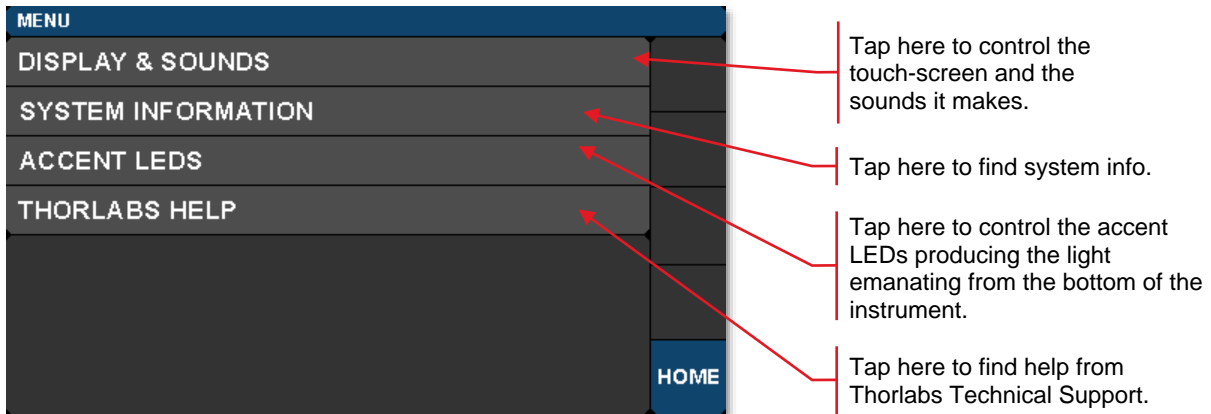 MENU
DISPLAY & SOUNDS
SYSTEM INFORMATION
ACCENT LEDS
THORLABS HELP
HOME
Tap here to control the
touch-screen and the
sounds it makes.
Tap here to find system info.
Tap here to control the accent
LEDs producing the light
emanating from the bottom of the
instrument.
Tap here to find help from
Thorlabs Technical Support.